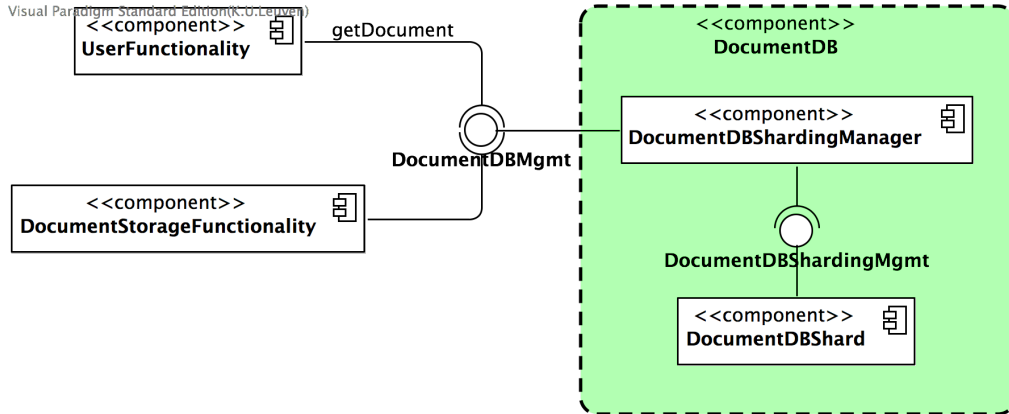 Visual Paradigm Standard Edition(K.U.Leuven)
<<component>>
UserFunctionality
getDocument
<<component>>
DocumentDB
<<component>>
DocumentDBShardingManager
DocumentDBMgmt
<<component>>
DocumentStorageFunctionality
DocumentDBShardingMgmt
<<component>>
DocumentDBShard